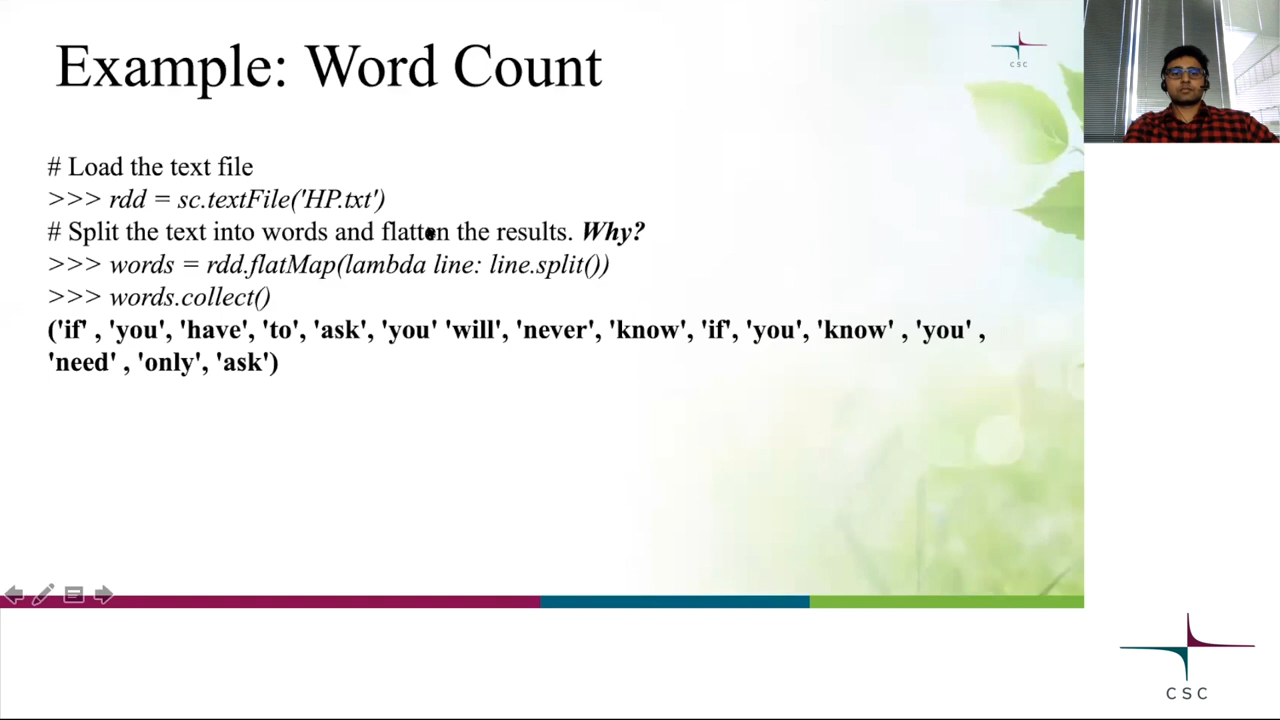 Example: Word Count
CSC
# Load the text file
>>> rdd = sc.textFile('HP.txt')
# Split the text into words and flatten the results. Why?
>>> words = rdd.flatMap(lambda line: line.split())
>>> words.collect()
('if' , 'you', 'have', 'to', 'ask', 'you' 'will', 'never', 'know', 'if', 'you', 'know' , 'you' ,
'need' , 'only', 'ask')
CSC